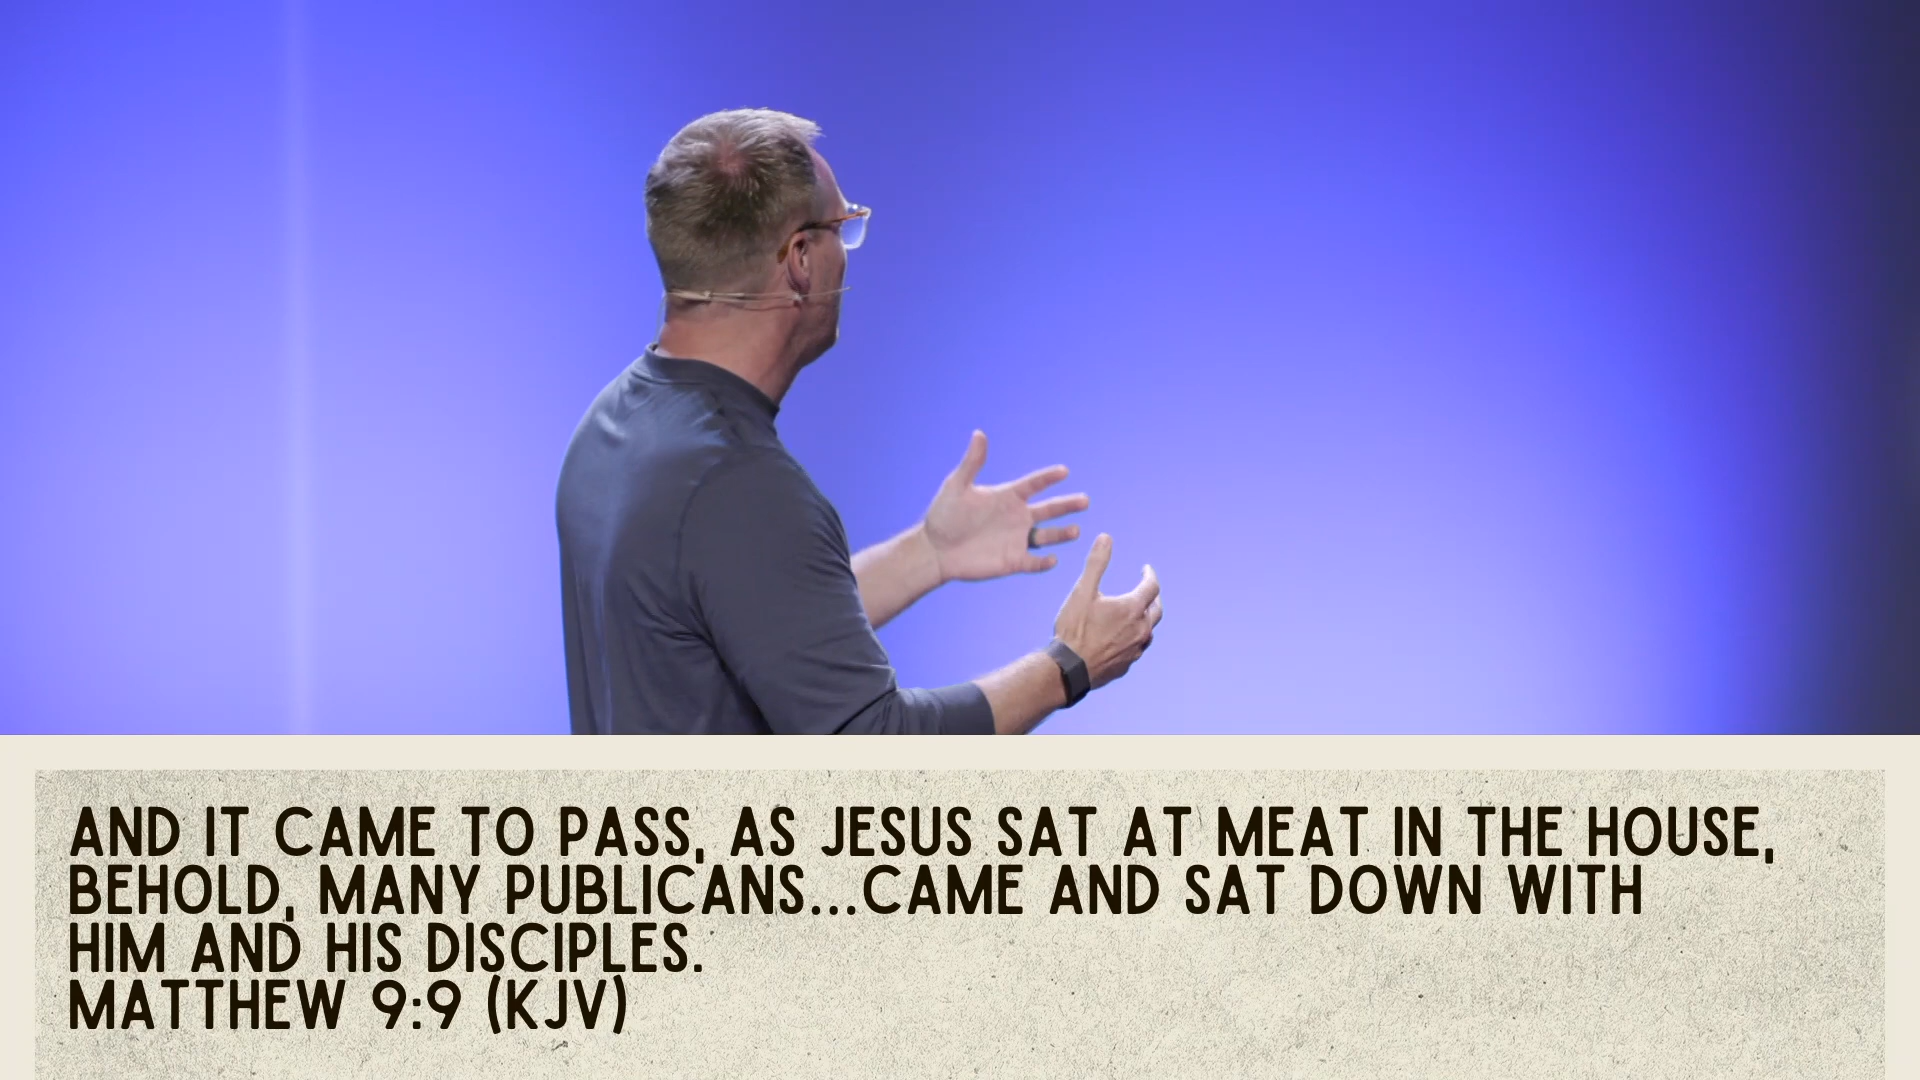 AND IT CAME TO PASS, AS JESUS SAT AT MEAT IN THE HOUSE,
BEHOLD, MANY PUBLICANS...CAME AND SAT DOWN WITH
HIM AND HIS DISCIPLES.
MATTHEW 9:9 (KJV)